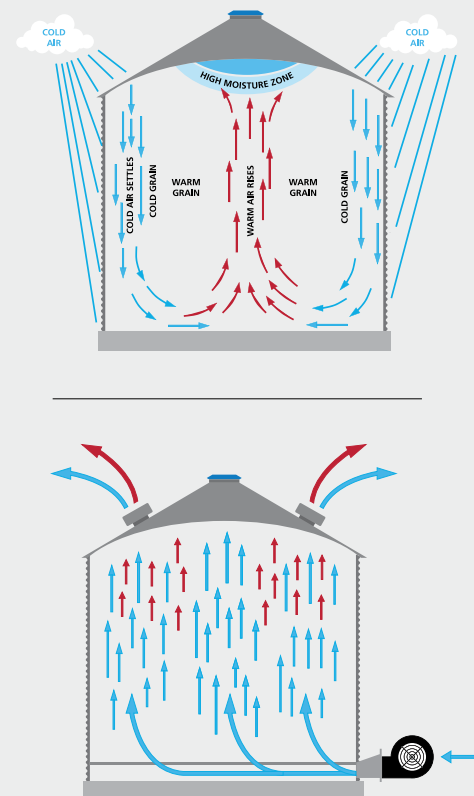 COLD
AIR
COLD
AIR
HIGH MOISTURE ZONE
COLD AIR SETTLES
COLD GRAIN
WARM
GRAIN
WARM AIR RISES
WARM
GRAIN
COLD GRAIN